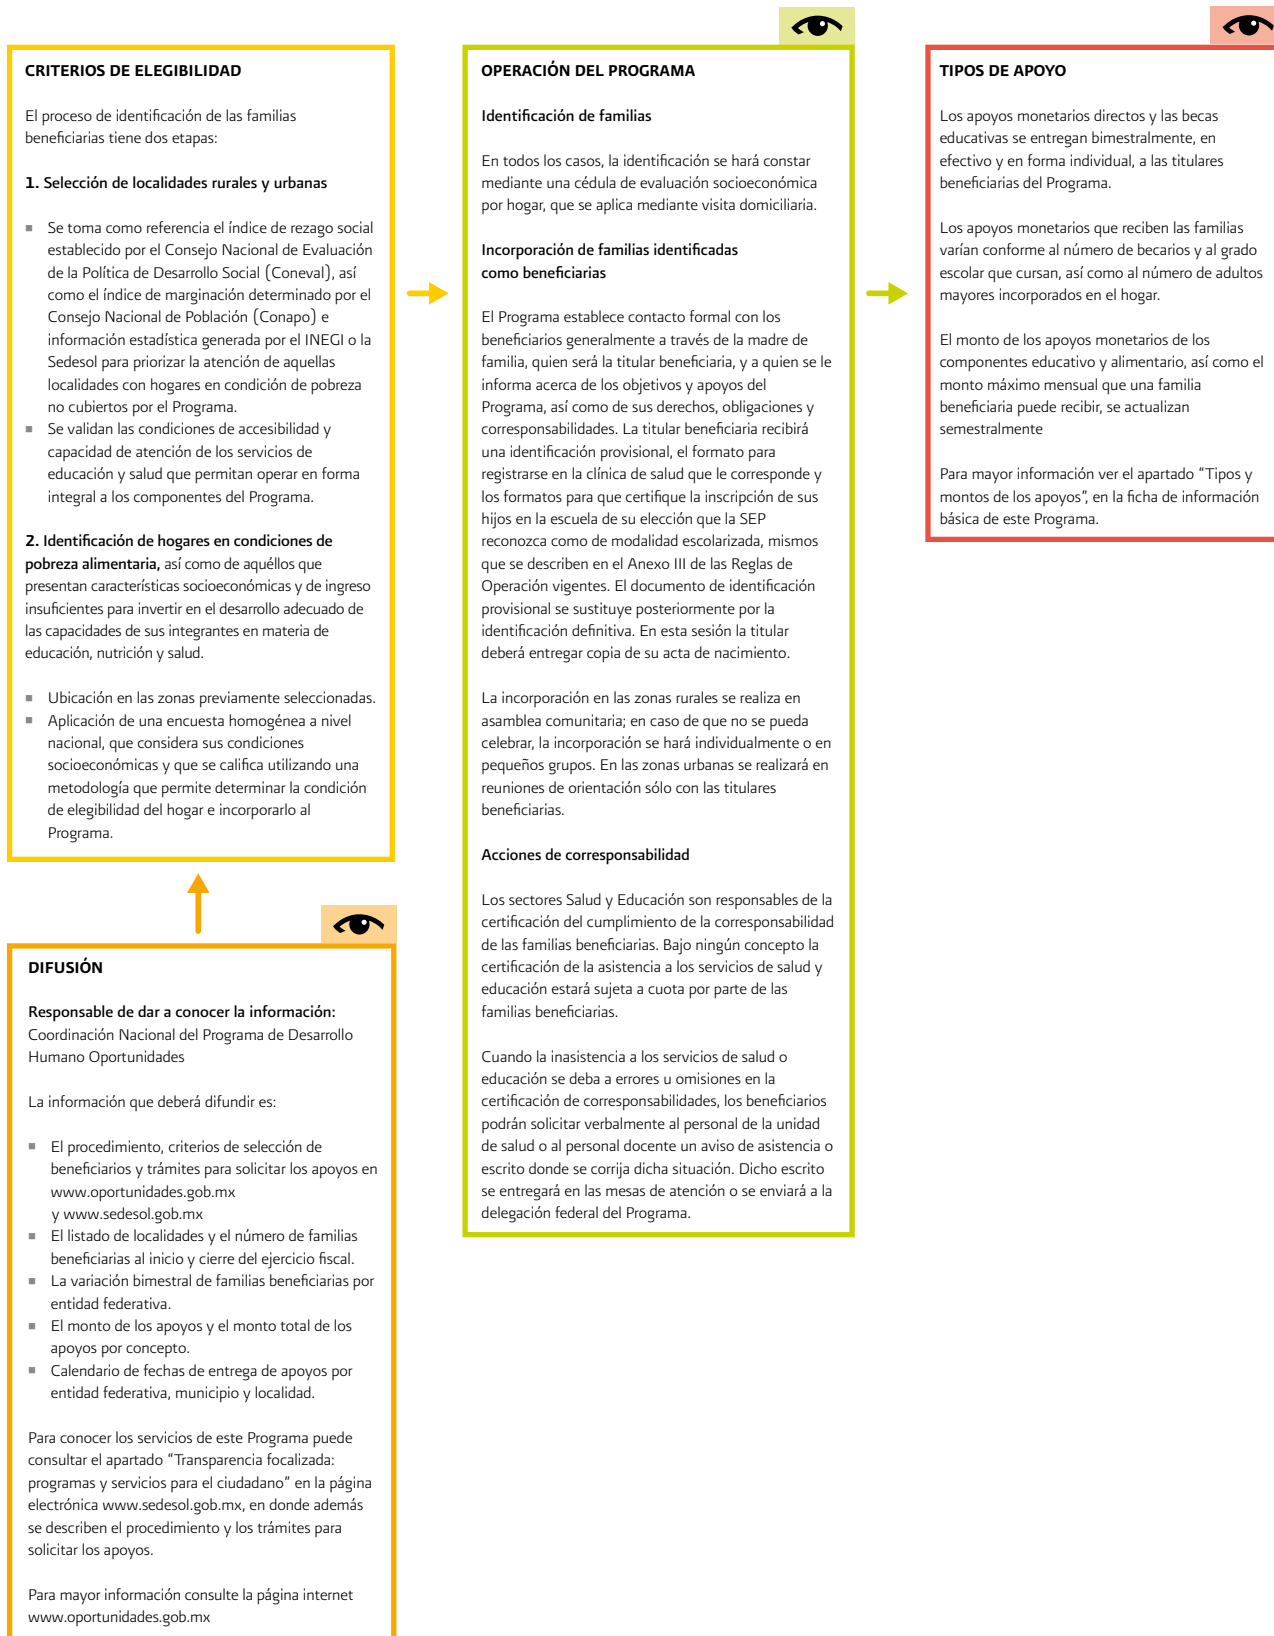 CRITERIOS DE ELEGIBILIDAD
El proceso de identificación de las familias
beneficiarias tiene dos etapas:
1. Selección de localidades rurales y urbanas
■ Se toma como referencia el índice de rezago social
establecido por el Consejo Nacional de Evaluación
de la Política de Desarrollo Social (Coneval), así
como el índice de marginación determinado por el
Consejo Nacional de Población (Conapo) e
información estadística generada por el INEGI o la
Sedesol para priorizar la atención de aquellas
localidades con hogares en condición de pobreza
no cubiertos por el Programa.
■ Se validan las condiciones de accesibilidad y
capacidad de atención de los servicios de
educación y salud que permitan operar en forma
integral a los componentes del Programa.
2. Identificación de hogares en condiciones de
pobreza alimentaria, así como de aquéllos que
presentan características socioeconómicas y de ingreso
insuficientes para invertir en el desarrollo adecuado de
las capacidades de sus integrantes en materia de
educación, nutrición y salud.
■ Ubicación en las zonas previamente seleccionadas.
■ Aplicación de una encuesta homogénea a nivel
nacional, que considera sus condiciones
socioeconómicas y que se califica utilizando una
metodología que permite determinar la condición
de elegibilidad del hogar e incorporarlo al
Programa.
DIFUSIÓN
Responsable de dar a conocer la información:
Coordinación Nacional del Programa de Desarrollo
Humano Oportunidades
La información que deberá difundir es:
■ El procedimiento, criterios de selección de
beneficiarios y trámites para solicitar los apoyos en
www.oportunidades.gob.mx
y www.sedesol.gob.mx
■ El listado de localidades y el número de familias
beneficiarias al inicio y cierre del ejercicio fiscal.
■ La variación bimestral de familias beneficiarias por
entidad federativa.
■ El monto de los apoyos y el monto total de los
apoyos por concepto.
■ Calendario de fechas de entrega de apoyos por
entidad federativa, municipio y localidad.
Para conocer los servicios de este Programa puede
consultar el apartado “Transparencia focalizada:
programas y servicios para el ciudadano” en la página
electrónica www.sedesol.gob.mx, en donde además
se describen el procedimiento y los trámites para
solicitar los apoyos.
Para mayor información consulte la página internet
www.oportunidades.gob.mx
OPERACIÓN DEL PROGRAMA
Identificación de familias
En todos los casos, la identificación se hará constar
mediante una cédula de evaluación socioeconómica
por hogar, que se aplica mediante visita domiciliaria.
Incorporación de familias identificadas
como beneficiarias
El Programa establece contacto formal con los
beneficiarios generalmente a través de la madre de
familia, quien será la titular beneficiaria, y a quien se le
informa acerca de los objetivos y apoyos del
Programa, así como de sus derechos, obligaciones y
corresponsabilidades. La titular beneficiaria recibirá
una identificación provisional, el formato para
registrarse en la clínica de salud que le corresponde y
los formatos para que certifique la inscripción de sus
hijos en la escuela de su elección que la SEP
reconozca como de modalidad escolarizada, mismos
que se describen en el Anexo III de las Reglas de
Operación vigentes. El documento de identificación
provisional se sustituye posteriormente por la
identificación definitiva. En esta sesión la titular
deberá entregar copia de su acta de nacimiento.
La incorporación en las zonas rurales se realiza en
asamblea comunitaria; en caso de que no se pueda
celebrar, la incorporación se hará individualmente o en
pequeños grupos. En las zonas urbanas se realizará en
reuniones de orientación sólo con las titulares
beneficiarias.
Acciones de corresponsabilidad
Los sectores Salud y Educación son responsables de la
certificación del cumplimiento de la corresponsabilidad
de las familias beneficiarias. Bajo ningún concepto la
certificación de la asistencia a los servicios de salud y
educación estará sujeta a cuota por parte de las
familias beneficiarias.
Cuando la inasistencia a los servicios de salud o
educación se deba a errores u omisiones en la
certificación de corresponsabilidades, los beneficiarios
podrán solicitar verbalmente al personal de la unidad
de salud o al personal docente un aviso de asistencia o
escrito donde se corrija dicha situación. Dicho escrito
se entregará en las mesas de atención o se enviará a la
delegación federal del Programa.
TIPOS DE APOYO
Los apoyos monetarios directos y las becas
educativas se entregan bimestralmente, en
efectivo y en forma individual, a las titulares
beneficiarias del Programa.
Los apoyos monetarios que reciben las familias
varían conforme al número de becarios y al grado
escolar que cursan, así como al número de adultos
mayores incorporados en el hogar.
El monto de los apoyos monetarios de los
componentes educativo y alimentario, así como el
monto máximo mensual que una familia
beneficiaria puede recibir, se actualizan
semestralmente
Para mayor información ver el apartado “Tipos y
montos de los apoyos”, en la ficha de información
básica de este Programa.